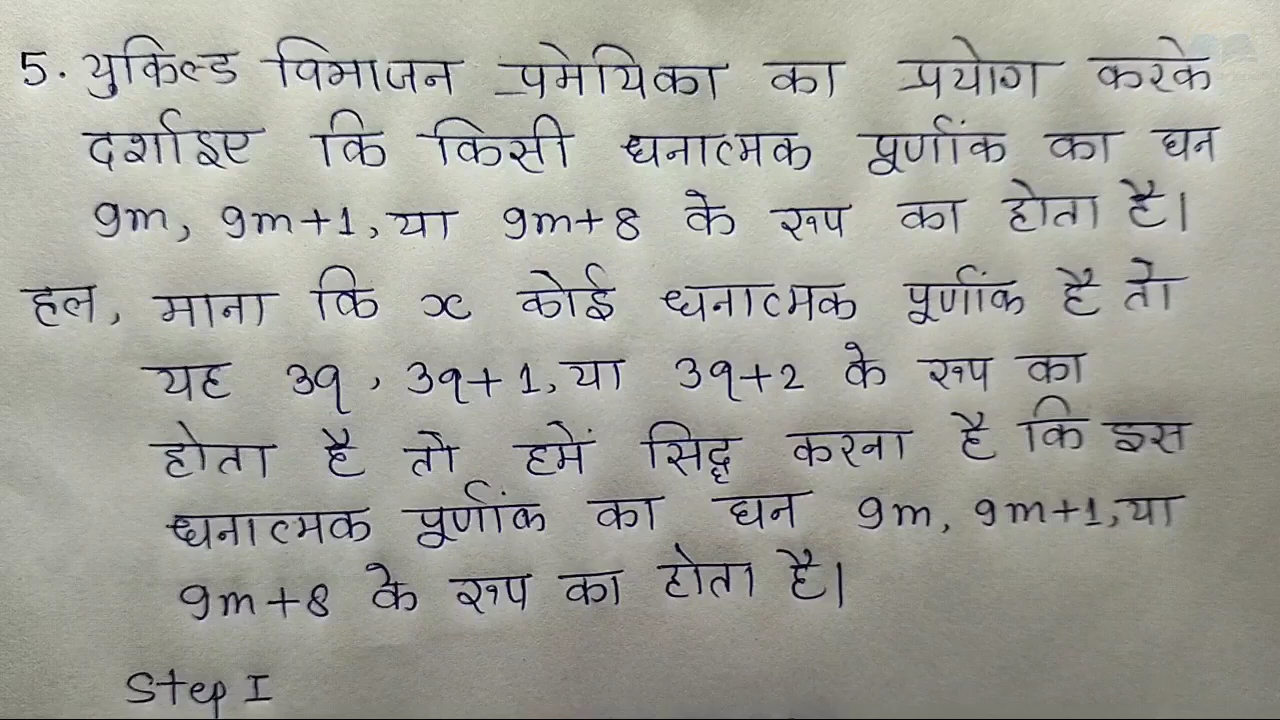 5. युकिल्ड विभाजन प्रमेयिका का प्रयोग करके
दर्शाइए कि किसी धनात्मक पूर्णांक का घन
9m, 9m+1, या 9m+8 के रूप का होता है।
हल, माना कि x कोई धनात्मक पूर्णांक है तो
यह 3q, 3q+1, या 3q+2 के रूप का
होता है तो हमें सिद्ध करना है कि इस
धनात्मक पूर्णांक का घन 9m, 9m+1, या
9m+8 के रूप का होता है।
Step I